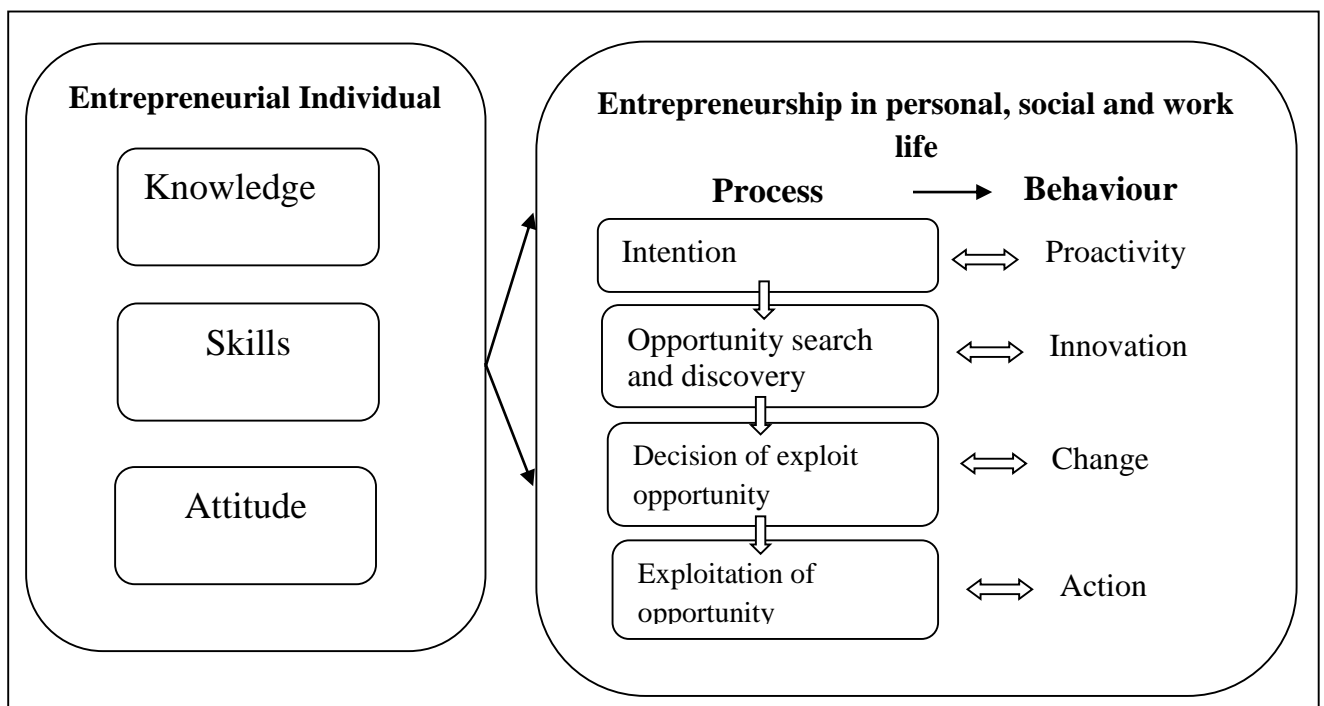 Entrepreneurial Individual
Knowledge
Skills
Attitude
Entrepreneurship in personal, social and work
life
Process
Behaviour
Intention
Proactivity
Opportunity search
and discovery
Innovation
Decision of exploit
opportunity
Change
Exploitation of
opportunity
Action